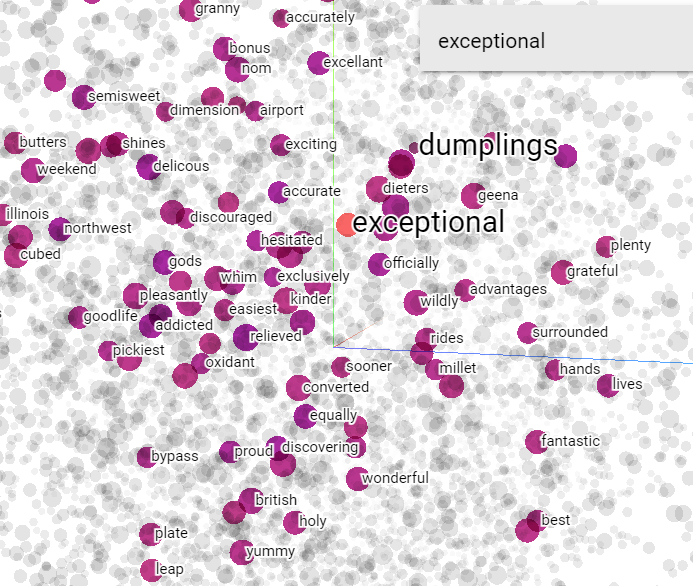 granny
accurately
exceptional
bonus
excellant
nom
semisweet
dimension
airport
butters
shines
exciting
dumplings
weekend
delicous
dieters
accurate
geena
illinois
discouraged
exceptional
northwest
hesitated
plenty
cubed
gods
officially
grateful
whim
exclusively
pleasantly
kinder
wildly
advantages
goodlife
addicted
easiest
relieved
rides
surrounded
pickiest
oxidant
sooner
millet
hands
converted
lives
equally
bypass
proud
discovering
fantastic
wonderful
british
plate
holy
best
yummy
leap